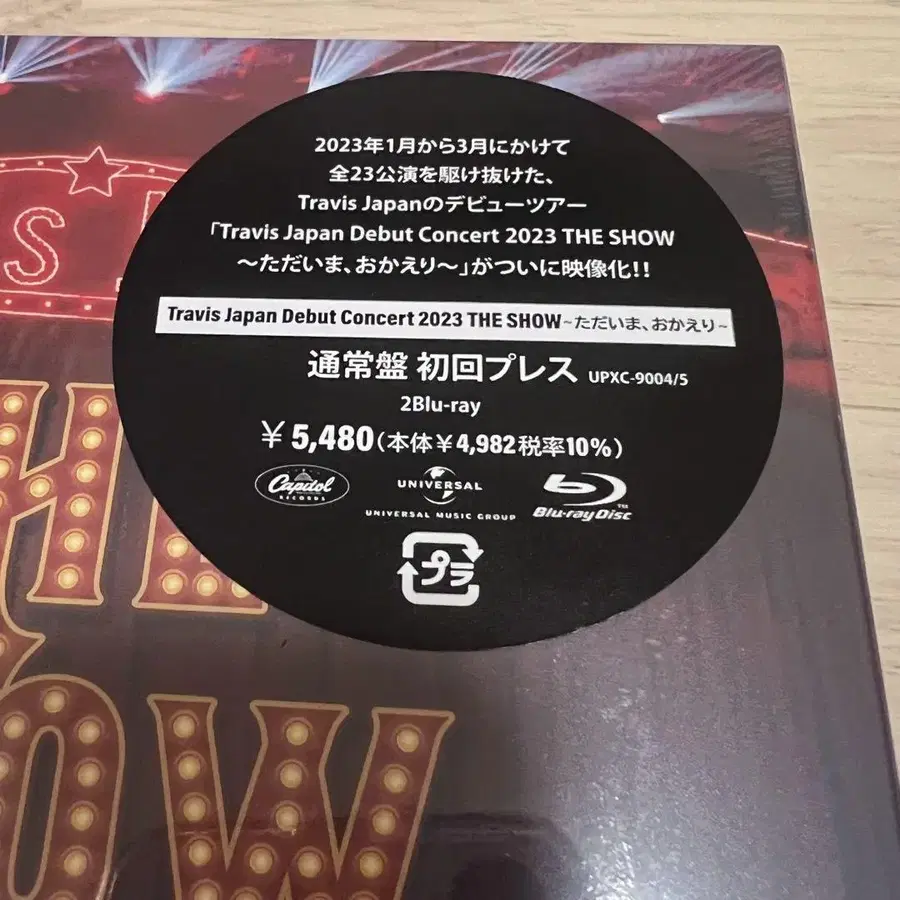 2023年1月から3月にかけて
全23公演を駆け抜けた、
Travis Japanのデビューツアー
「Travis Japan Debut Concert 2023 THE SHOW
～ただいま、おかえり～」がついに映像化!!
Travis Japan Debut Concert 2023 THE SHOW～ただいま、おかえり～
通常盤 初回プレス UPXC-9004/5
2Blu-ray
￥5,480(本体￥4,982税率10%)
Capitol
RECORDS
UNIVERSAL
UNIVERSAL MUSIC GROUP
Blu-ray Disc™
プラ
S
HE
OW